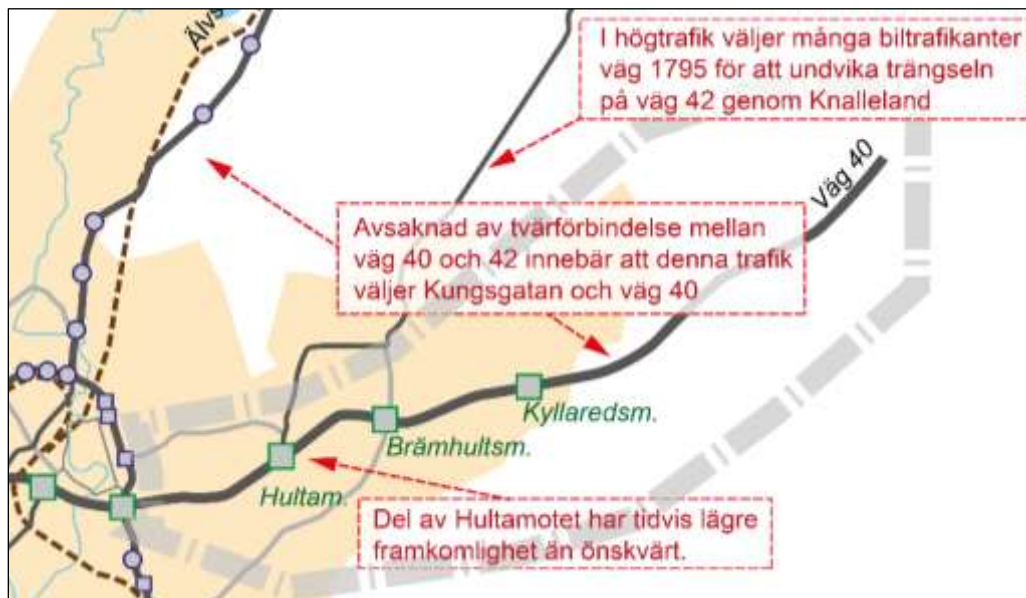 Älvs
I högtrafik väljer många biltrafikanter
väg 1795 för att undvika trängseln
på väg 42 genom Knalleland
Väg 40
Avsaknad av tvärförbindelse mellan
väg 40 och 42 innebär att denna trafik
väljer Kungsgatan och väg 40
Kyllaredsm.
Brämhultsm.
Hultam.
Del av Hultamotet har tidvis lägre
framkomlighet än önskvärt.